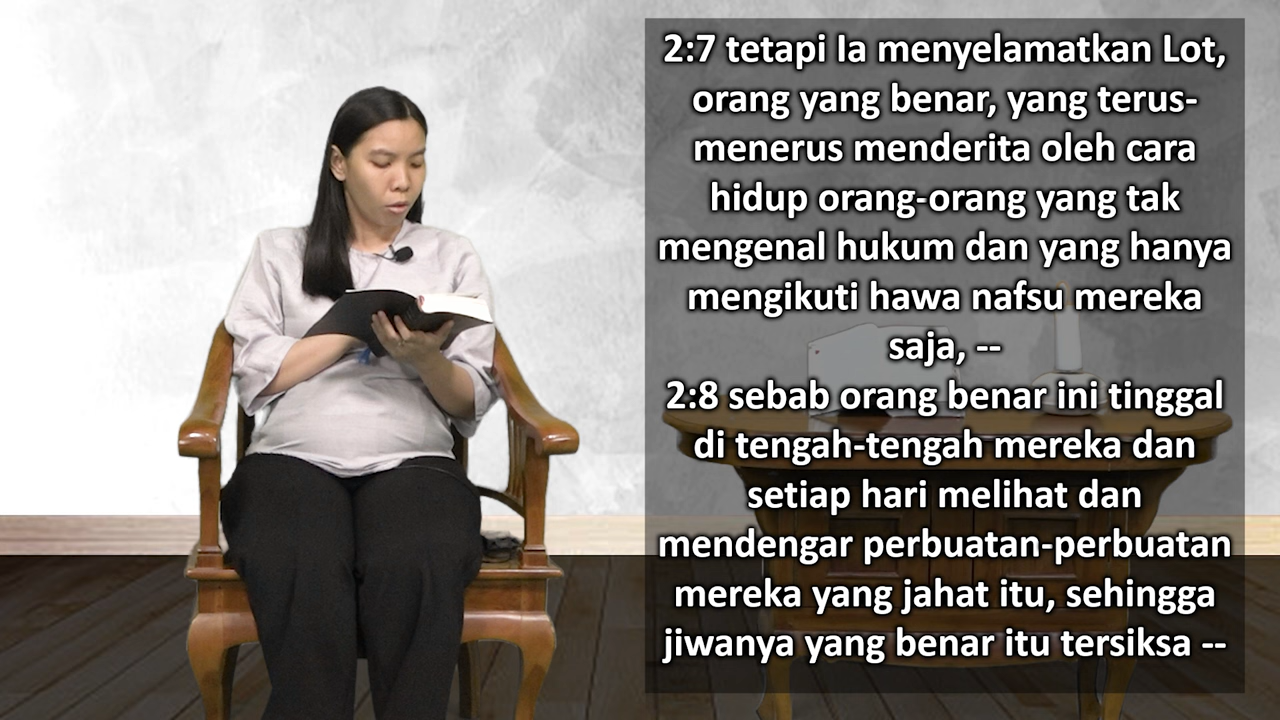 2:7 tetapi Ia menyelamatkan Lot,
orang yang benar, yang terus-
menerus menderita oleh cara
hidup orang-orang yang tak
mengenal hukum dan yang hanya
mengikuti hawa nafsu mereka
saja, --
2:8 sebab orang benar ini tinggal
di tengah-tengah mereka dan
setiap hari melihat dan
mendengar perbuatan-perbuatan
mereka yang jahat itu, sehingga
jiwanya yang benar itu tersiksa --